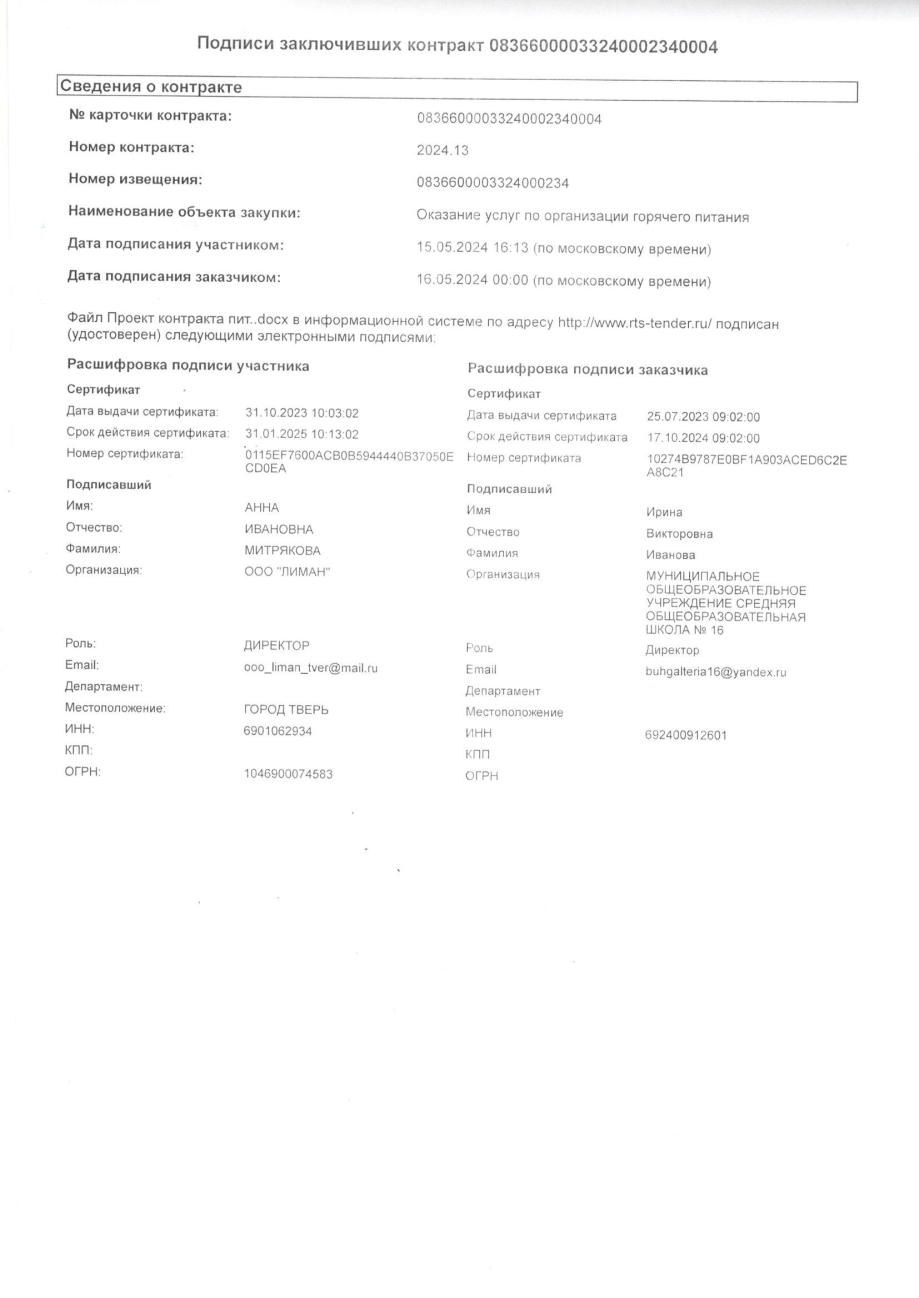 Подписи заключивших контракт 08366000033240002340004
Сведения о контракте
№ карточки контракта: 08366000033240002340004
Номер контракта: 2024.13
Номер извещения: 0836600003324000234
Наименование объекта закупки: Оказание услуг по организации горячего питания
Дата подписания участником: 15.05.2024 16:13 (по московскому времени)
Дата подписания заказчиком: 16.05.2024 00:00 (по московскому времени)
Файл Проект контракта пит..docx в информационной системе по адресу http://www.rts-tender.ru/ подписан
(удостоверен) следующими электронными подписями:
Расшифровка подписи участника
Сертификат
Дата выдачи сертификата: 31.10.2023 10:03:02
Срок действия сертификата: 31.01.2025 10:13:02
Номер сертификата: 0115EF7600ACB0B5944440B37050E
CD0EA
Подписавший
Имя: АННА
Отчество: ИВАНОВНА
Фамилия: МИТРЯКОВА
Организация: ООО "ЛИМАН"
Роль: ДИРЕКТОР
Email: ooo_liman_tver@mail.ru
Департамент:
Местоположение: ГОРОД ТВЕРЬ
ИНН: 6901062934
КПП:
ОГРН: 1046900074583
Расшифровка подписи заказчика
Сертификат
Дата выдачи сертификата 25.07.2023 09:02:00
Срок действия сертификата 17.10.2024 09:02:00
Номер сертификата 10274B9787E0BF1A903ACED6C2E
A8C21
Подписавший
Имя Ирина
Отчество Викторовна
Фамилия Иванова
Организация МУНИЦИПАЛЬНОЕ
ОБЩЕОБРАЗОВАТЕЛЬНОЕ
УЧРЕЖДЕНИЕ СРЕДНЯЯ
ОБЩЕОБРАЗОВАТЕЛЬНАЯ
ШКОЛА № 16
Роль Директор
Email buhgalteria16@yandex.ru
Департамент
Местоположение
ИНН 692400912601
КПП
ОГРН